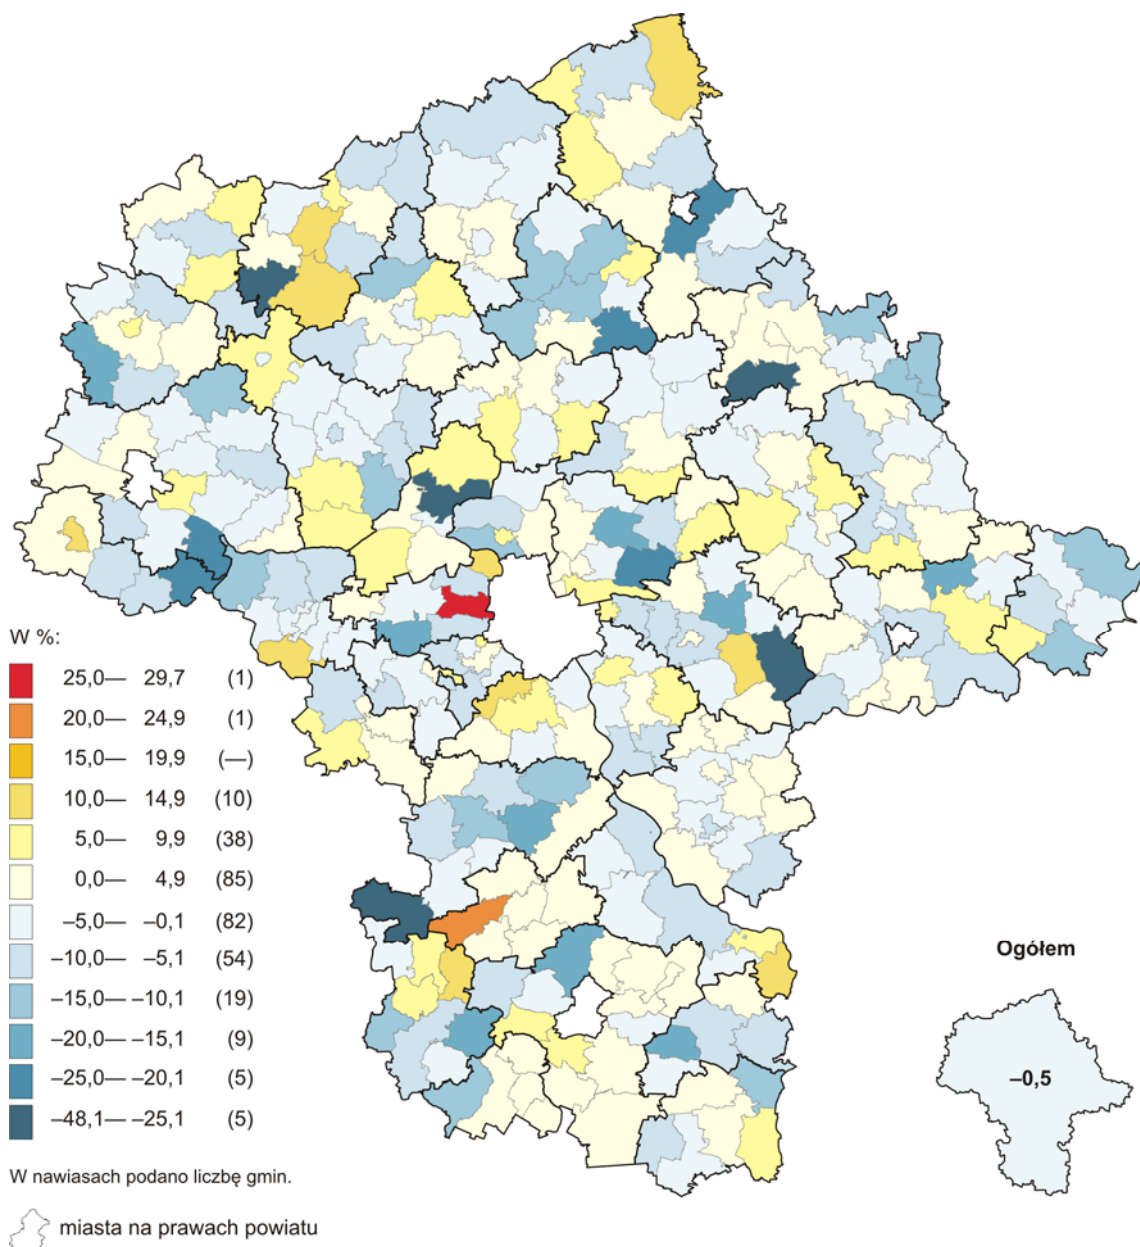 W %:
25,0— 29,7 (1)
20,0— 24,9 (1)
15,0— 19,9 (—)
10,0— 14,9 (10)
5,0— 9,9 (38)
0,0— 4,9 (85)
–5,0— –0,1 (82)
–10,0— –5,1 (54)
–15,0— –10,1 (19)
–20,0— –15,1 (9)
–25,0— –20,1 (5)
–48,1— –25,1 (5)
W nawiasach podano liczbę gmin.
miasta na prawach powiatu
Ogółem
–0,5